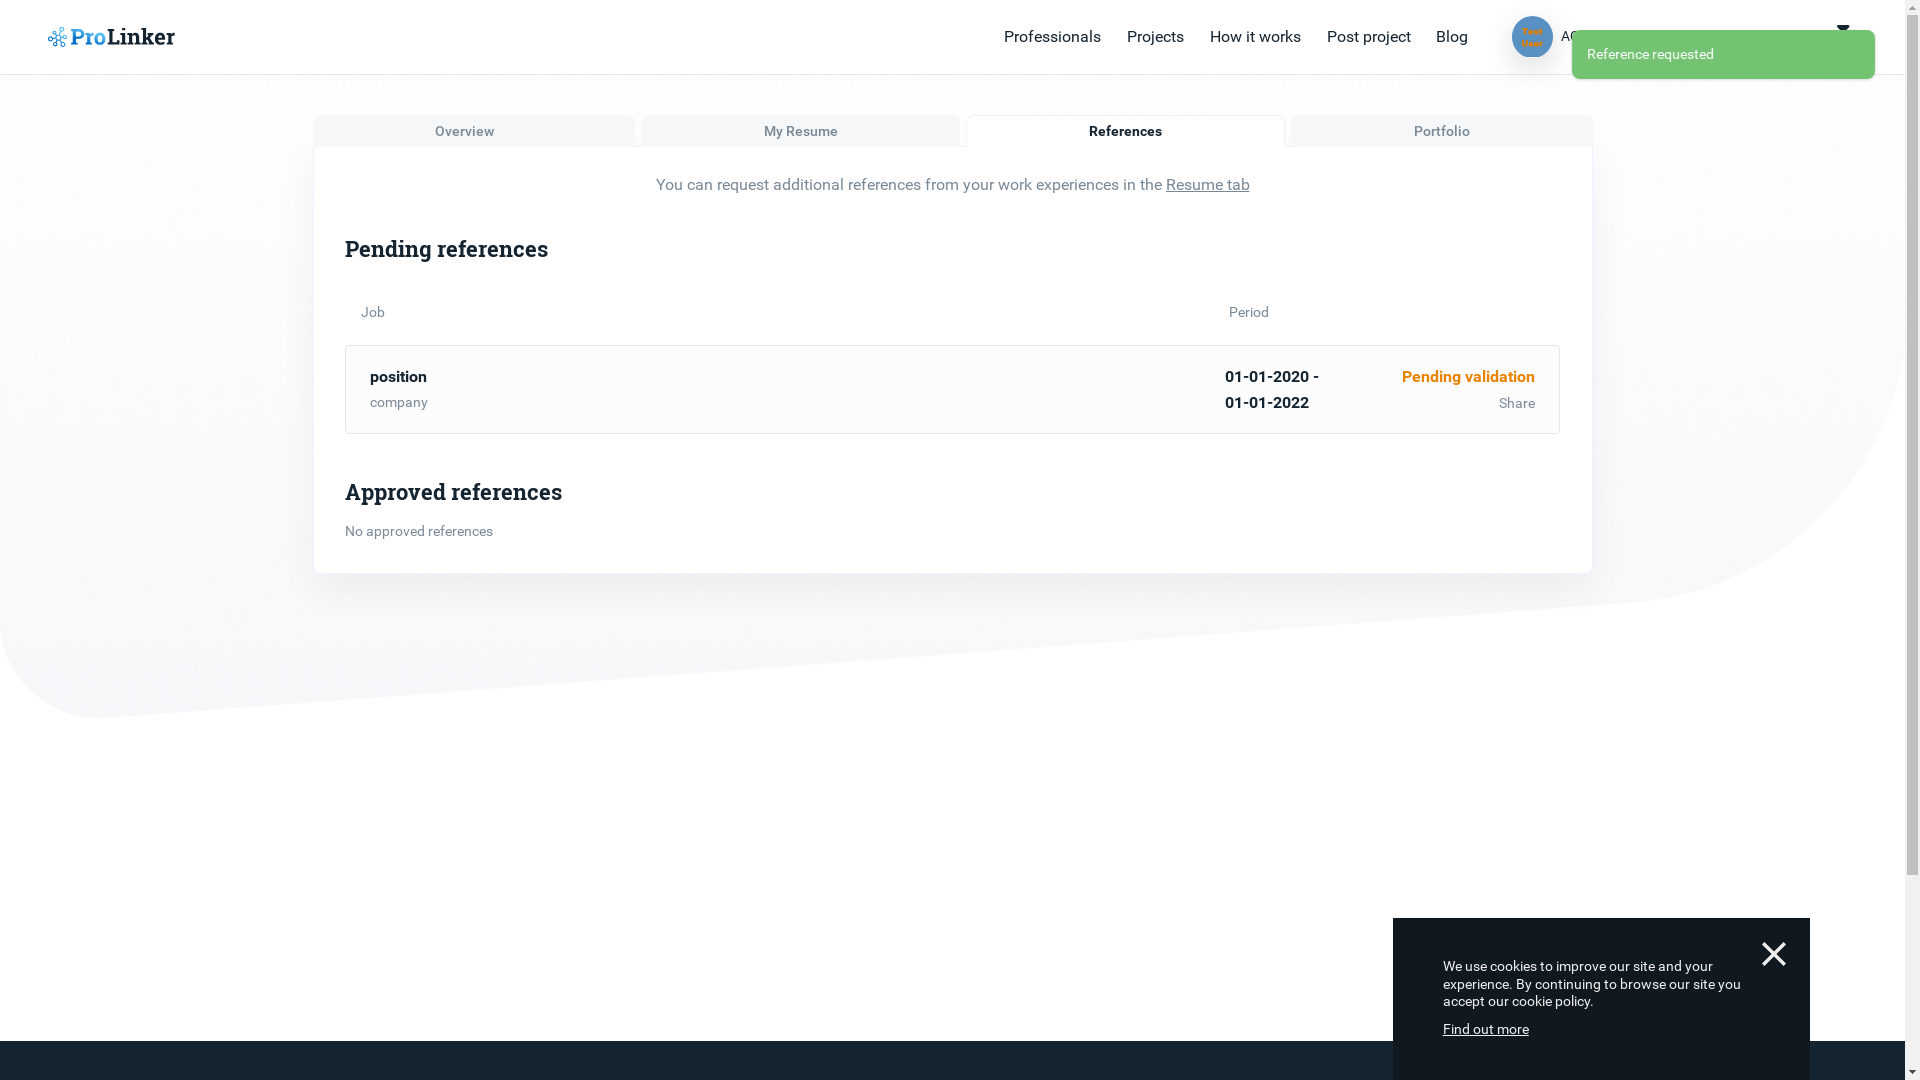 ProLinker
Professionals
Projects
How it works
Post project
Blog
Test
User
Reference requested
Overview
My Resume
References
Portfolio
You can request additional references from your work experiences in the Resume tab
Pending references
Job
Period
position
company
01-01-2020 -
01-01-2022
Pending validation
Share
Approved references
No approved references
We use cookies to improve our site and your
experience. By continuing to browse our site you
accept our cookie policy.
Find out more